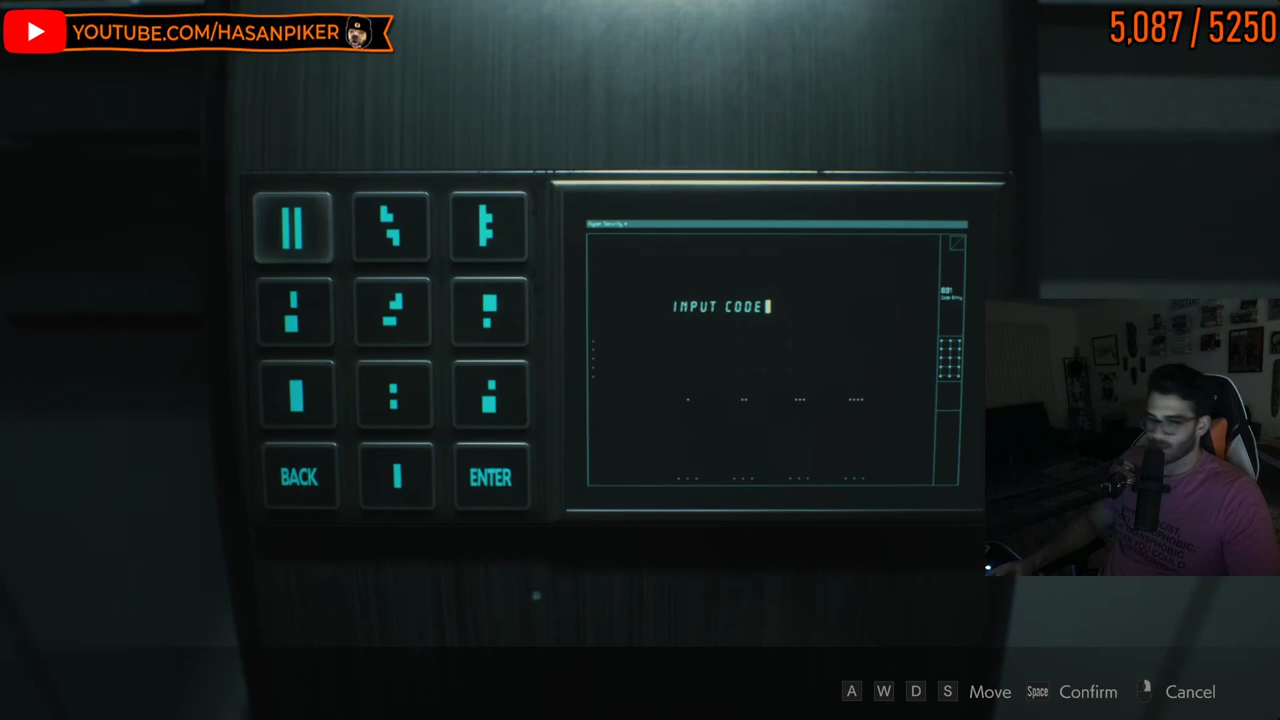 YOUTUBE.COM/HASANPIKER
5,087 / 5250
INPUT CODE
BACK
ENTER
A W D S Move Space Confirm Cancel